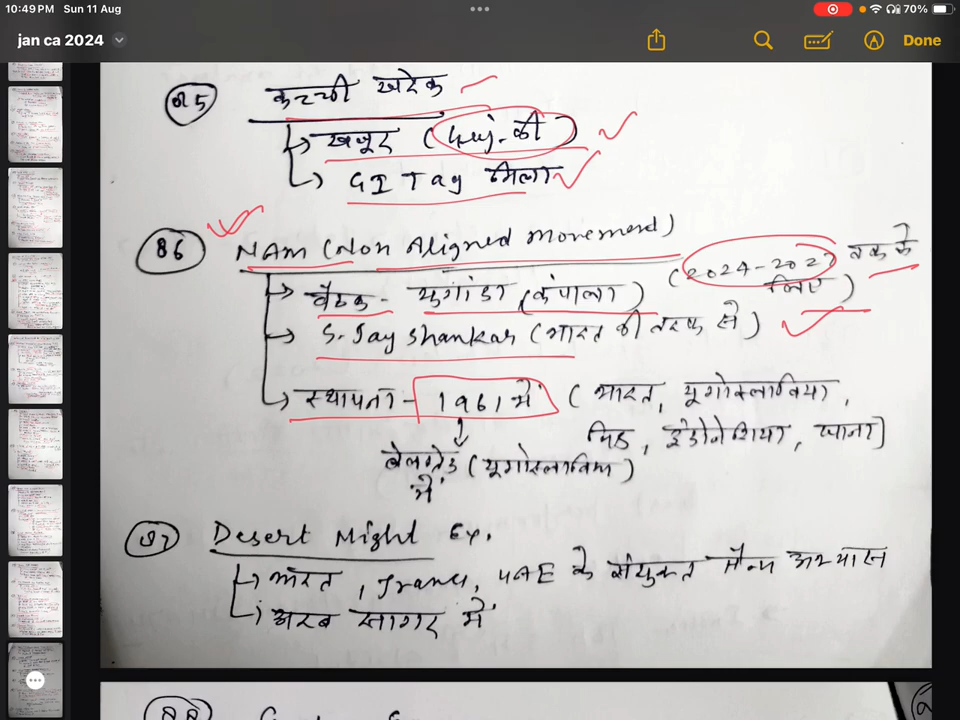 10:49 PM Sun 11 Aug
70%
jan ca 2024
Done
85
कच्ची खरेक
→ खजूर (Guj. की)
→ GI Tag मिला
86
NAM (Non Aligned Movement)
→ बैठक - युगांडा (कंपाला) (2024-2027 तक के लिए)
→ S. Jay Shankar (भारत की तरफ से)
→ स्थापना - 1961 में (भारत, यूगोस्लाविया,
मिस्र, इंडोनेशिया, घाना)
बेलग्रेड (यूगोस्लाविया)
में
87
Desert Might Ex.
→ भारत, France, UAE के संयुक्त सैन्य अभ्यास
→ अरब सागर में